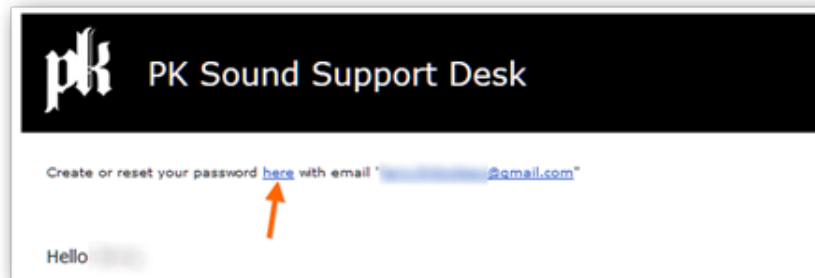 pk
PK Sound Support Desk
Create or reset your password here with email " @gmail.com"
Hello